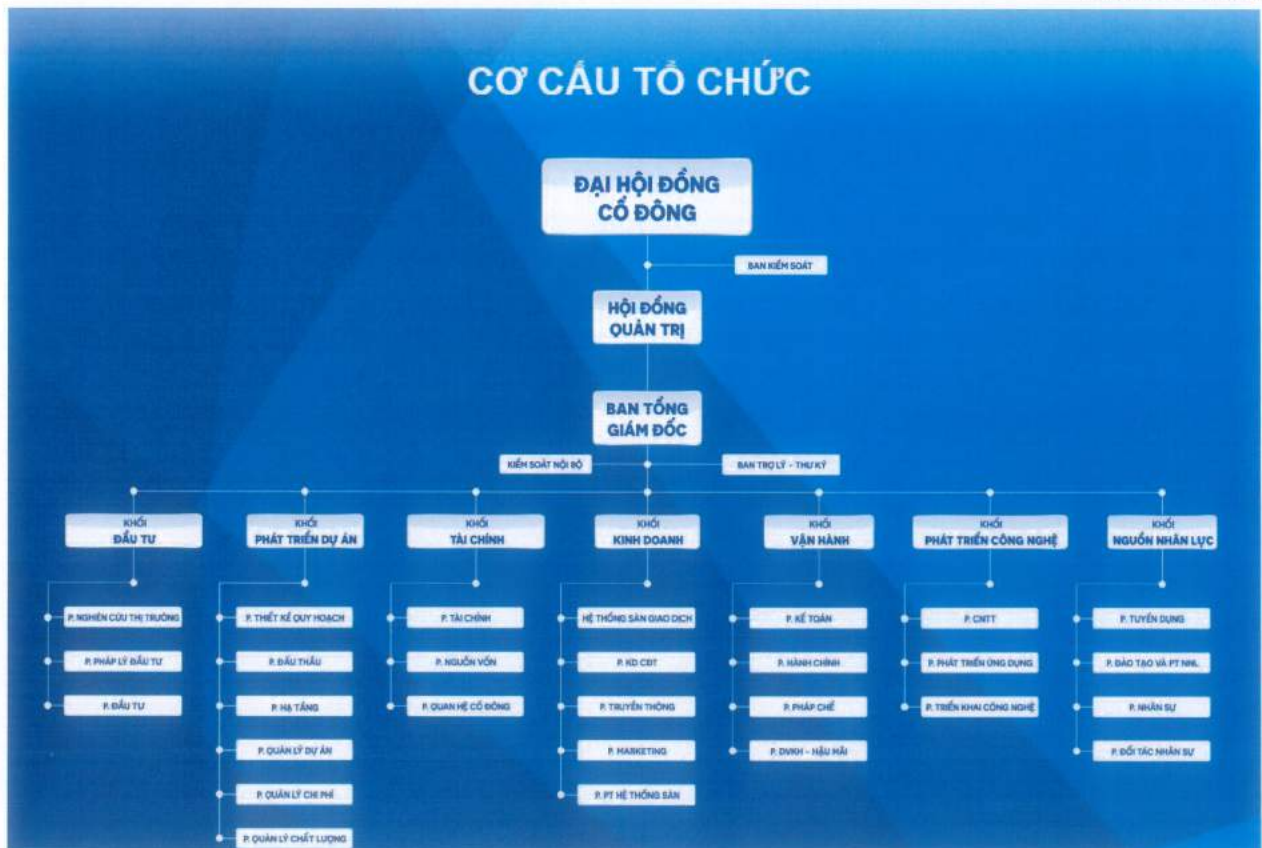 CƠ CẤU TỔ CHỨC
ĐẠI HỘI ĐỒNG
CỔ ĐÔNG
BAN KIỂM SOÁT
HỘI ĐỒNG
QUẢN TRỊ
BAN TỔNG
GIÁM ĐỐC
KIỂM SOÁT NỘI BỘ
BAN TRỢ LÝ - THƯ KÝ
KHỐI
ĐẦU TƯ
P. NGHIÊN CỨU THỊ TRƯỜNG
P. PHÁP LÝ ĐẦU TƯ
P. ĐẦU TƯ
KHỐI
PHÁT TRIỂN DỰ ÁN
P. THIẾT KẾ QUY HOẠCH
P. ĐẤU THẦU
P. HẠ TẦNG
P. QUẢN LÝ DỰ ÁN
P. QUẢN LÝ CHI PHÍ
P. QUẢN LÝ CHẤT LƯỢNG
KHỐI
TÀI CHÍNH
P. TÀI CHÍNH
P. NGUỒN VỐN
P. QUAN HỆ CỔ ĐÔNG
KHỐI
KINH DOANH
HỆ THỐNG SÀN GIAO DỊCH
P. KD CĐT
P. TRUYỀN THÔNG
P. MARKETING
P. PT HỆ THỐNG SÀN
KHỐI
VẬN HÀNH
P. KẾ TOÁN
P. HÀNH CHÍNH
P. PHÁP CHẾ
P. DVKH - HẬU MÃI
KHỐI
PHÁT TRIỂN CÔNG NGHỆ
P. CNTT
P. PHÁT TRIỂN ỨNG DỤNG
P. TRIỂN KHAI CÔNG NGHỆ
KHỐI
NGUỒN NHÂN LỰC
P. TUYỂN DỤNG
P. ĐÀO TẠO VÀ PT NNL
P. NHÂN SỰ
P. ĐỐI TÁC NHÂN SỰ